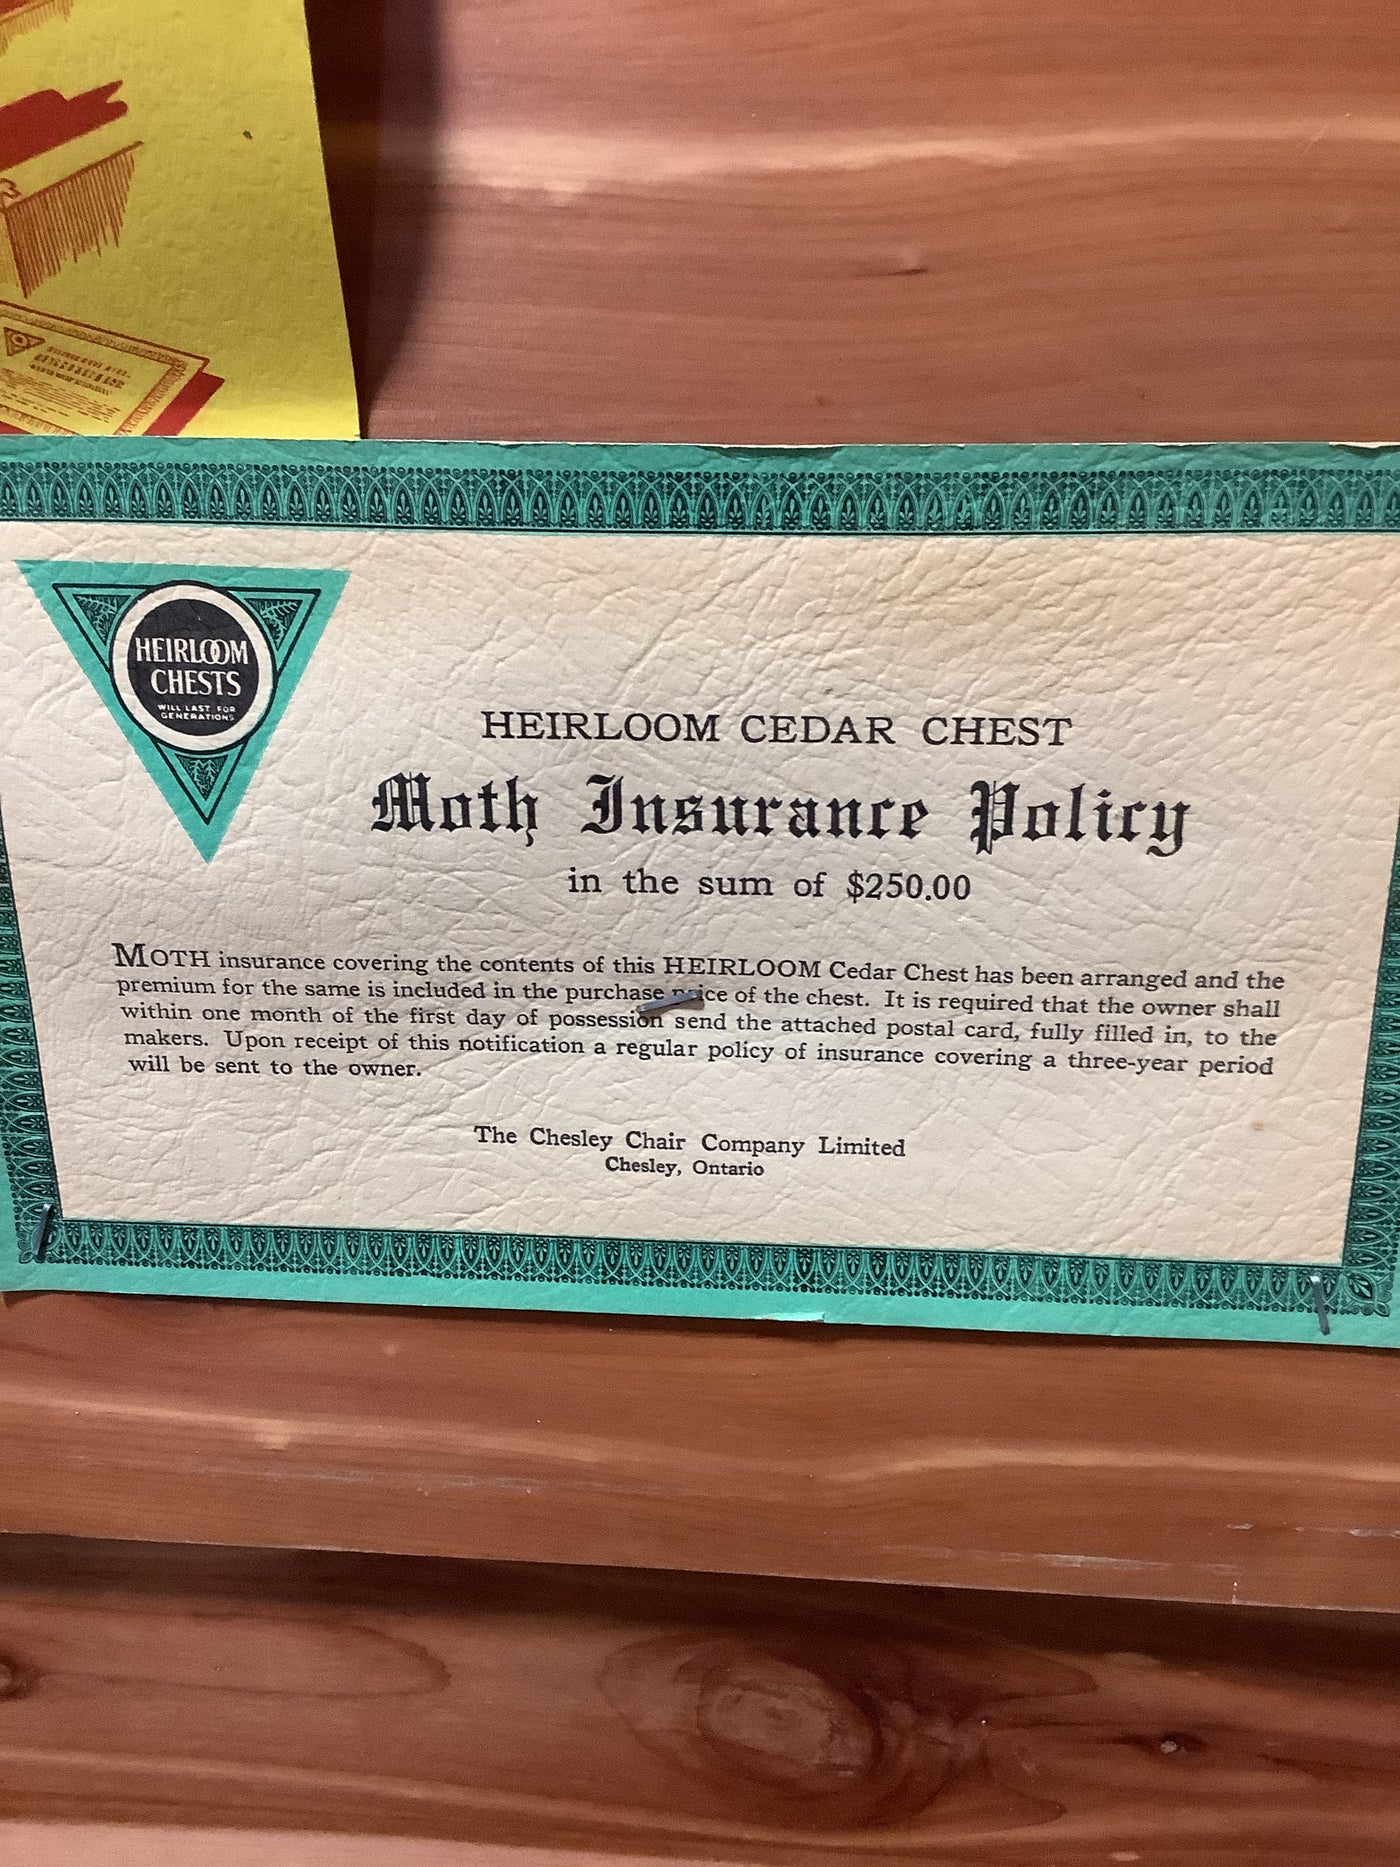 HEIRLOOM
CHESTS
WILL LAST FOR
GENERATIONS
HEIRLOOM CEDAR CHEST
Moth Insurance Policy
in the sum of $250.00
MOTH insurance covering the contents of this HEIRLOOM Cedar Chest has been arranged and the
premium for the same is included in the purchase price of the chest. It is required that the owner shall
within one month of the first day of possession send the attached postal card, fully filled in, to the
makers. Upon receipt of this notification a regular policy of insurance covering a three-year period
will be sent to the owner.
The Chesley Chair Company Limited
Chesley, Ontario